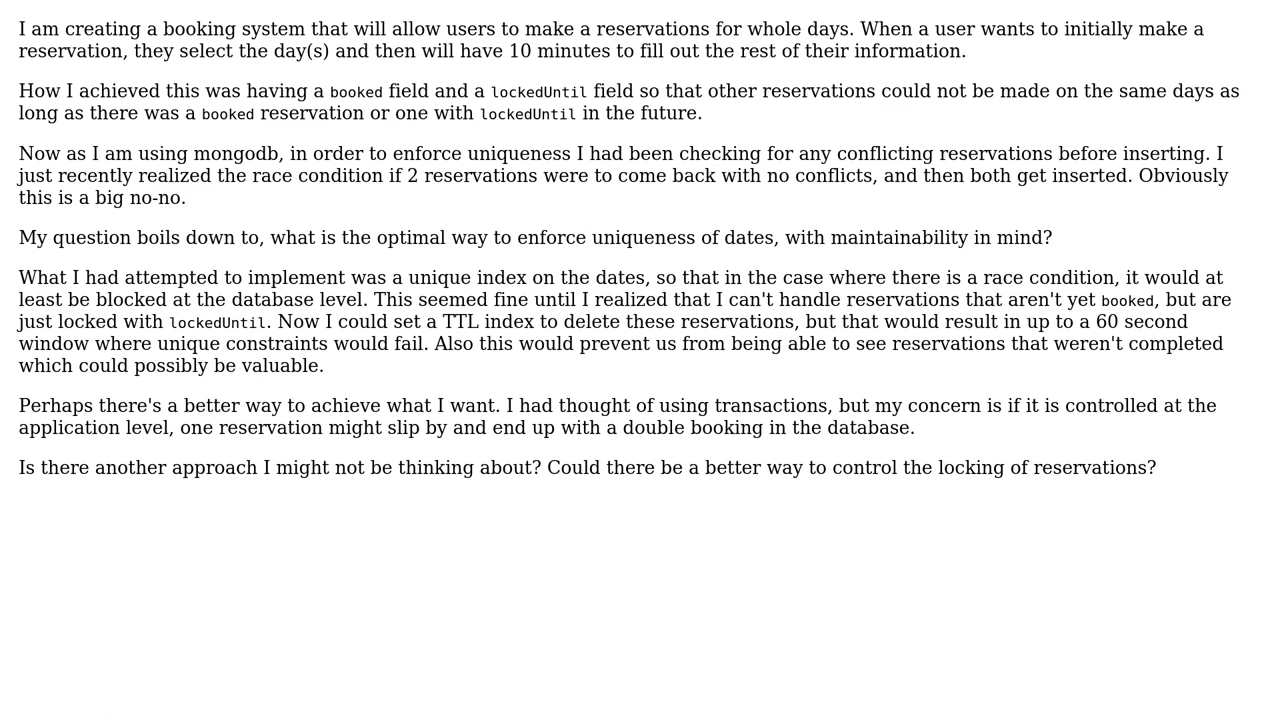 I am creating a booking system that will allow users to make a reservations for whole days. When a user wants to initially make a
reservation, they select the day(s) and then will have 10 minutes to fill out the rest of their information.
How I achieved this was having a booked field and a lockedUntil field so that other reservations could not be made on the same days as
long as there was a booked reservation or one with lockedUntil in the future.
Now as I am using mongodb, in order to enforce uniqueness I had been checking for any conflicting reservations before inserting. I
just recently realized the race condition if 2 reservations were to come back with no conflicts, and then both get inserted. Obviously
this is a big no-no.
My question boils down to, what is the optimal way to enforce uniqueness of dates, with maintainability in mind?
What I had attempted to implement was a unique index on the dates, so that in the case where there is a race condition, it would at
least be blocked at the database level. This seemed fine until I realized that I can't handle reservations that aren't yet booked, but are
just locked with lockedUntil. Now I could set a TTL index to delete these reservations, but that would result in up to a 60 second
window where unique constraints would fail. Also this would prevent us from being able to see reservations that weren't completed
which could possibly be valuable.
Perhaps there's a better way to achieve what I want. I had thought of using transactions, but my concern is if it is controlled at the
application level, one reservation might slip by and end up with a double booking in the database.
Is there another approach I might not be thinking about? Could there be a better way to control the locking of reservations?